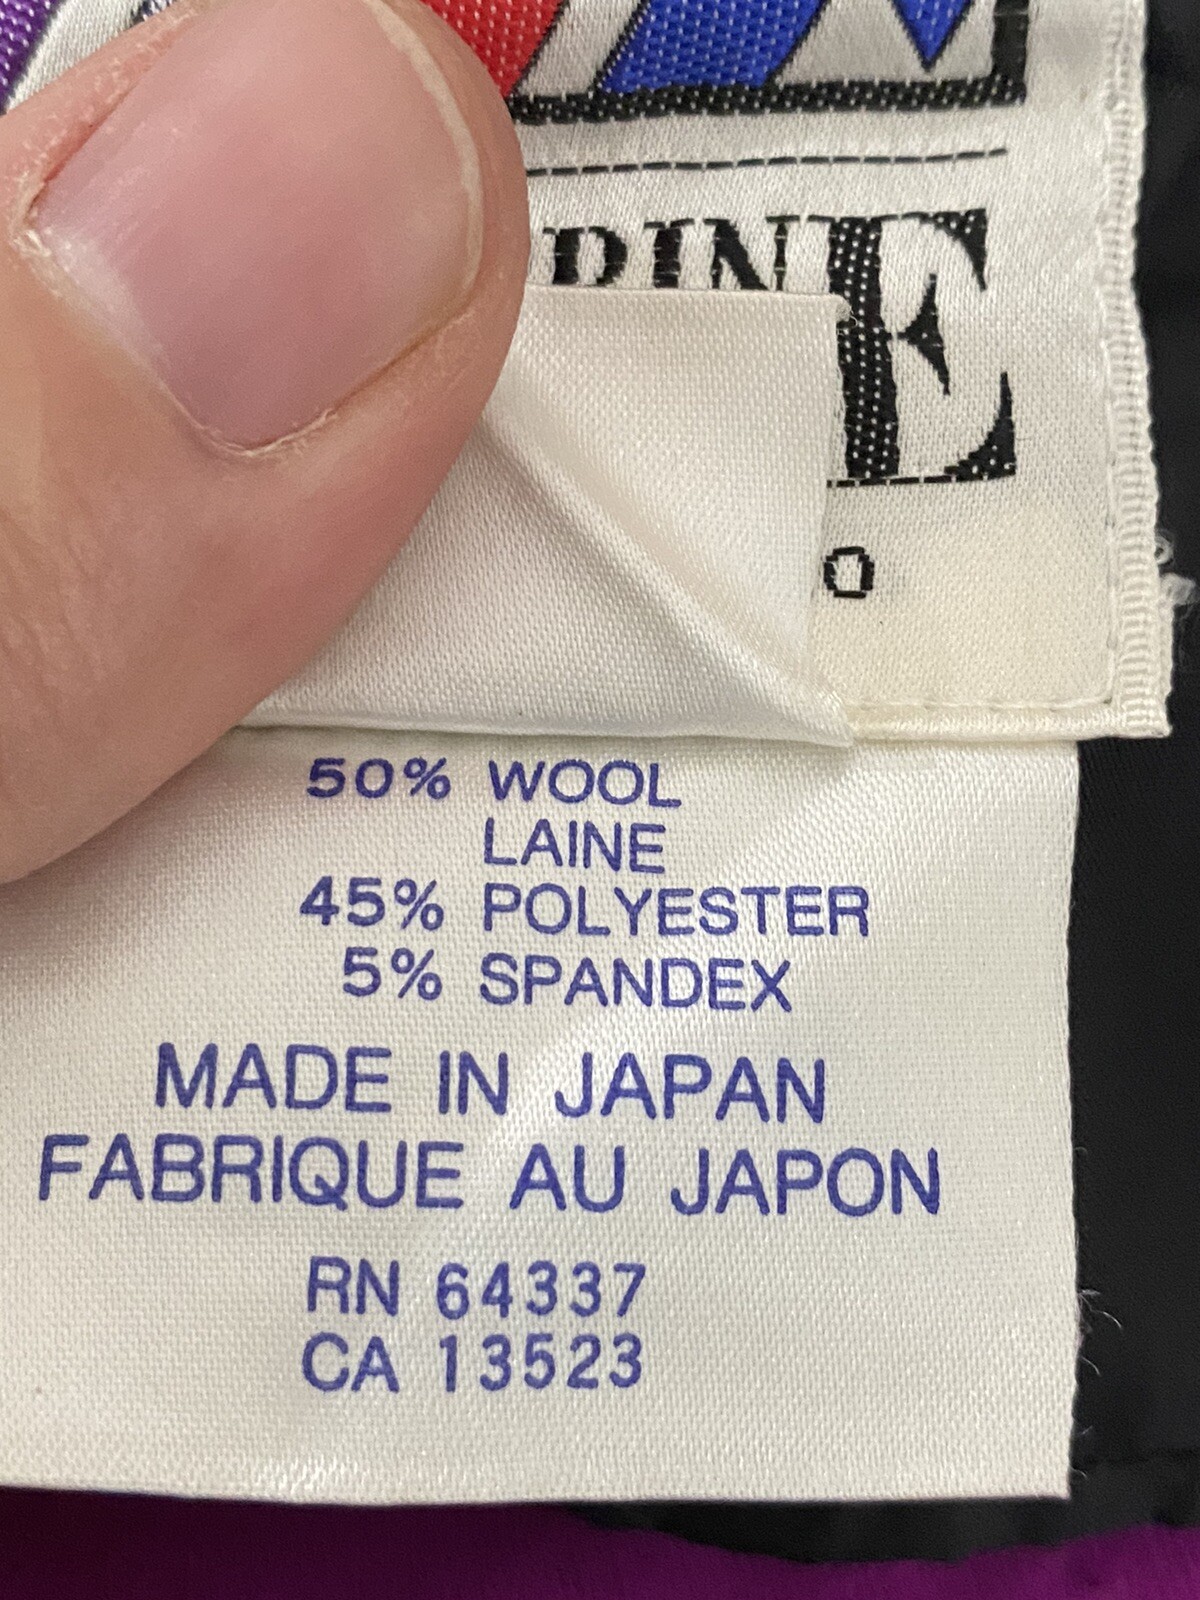 E
O
50% WOOL
LAINE
45% POLYESTER
5% SPANDEX
MADE IN JAPAN
FABRIQUE AU JAPON
RN 64337
CA 13523